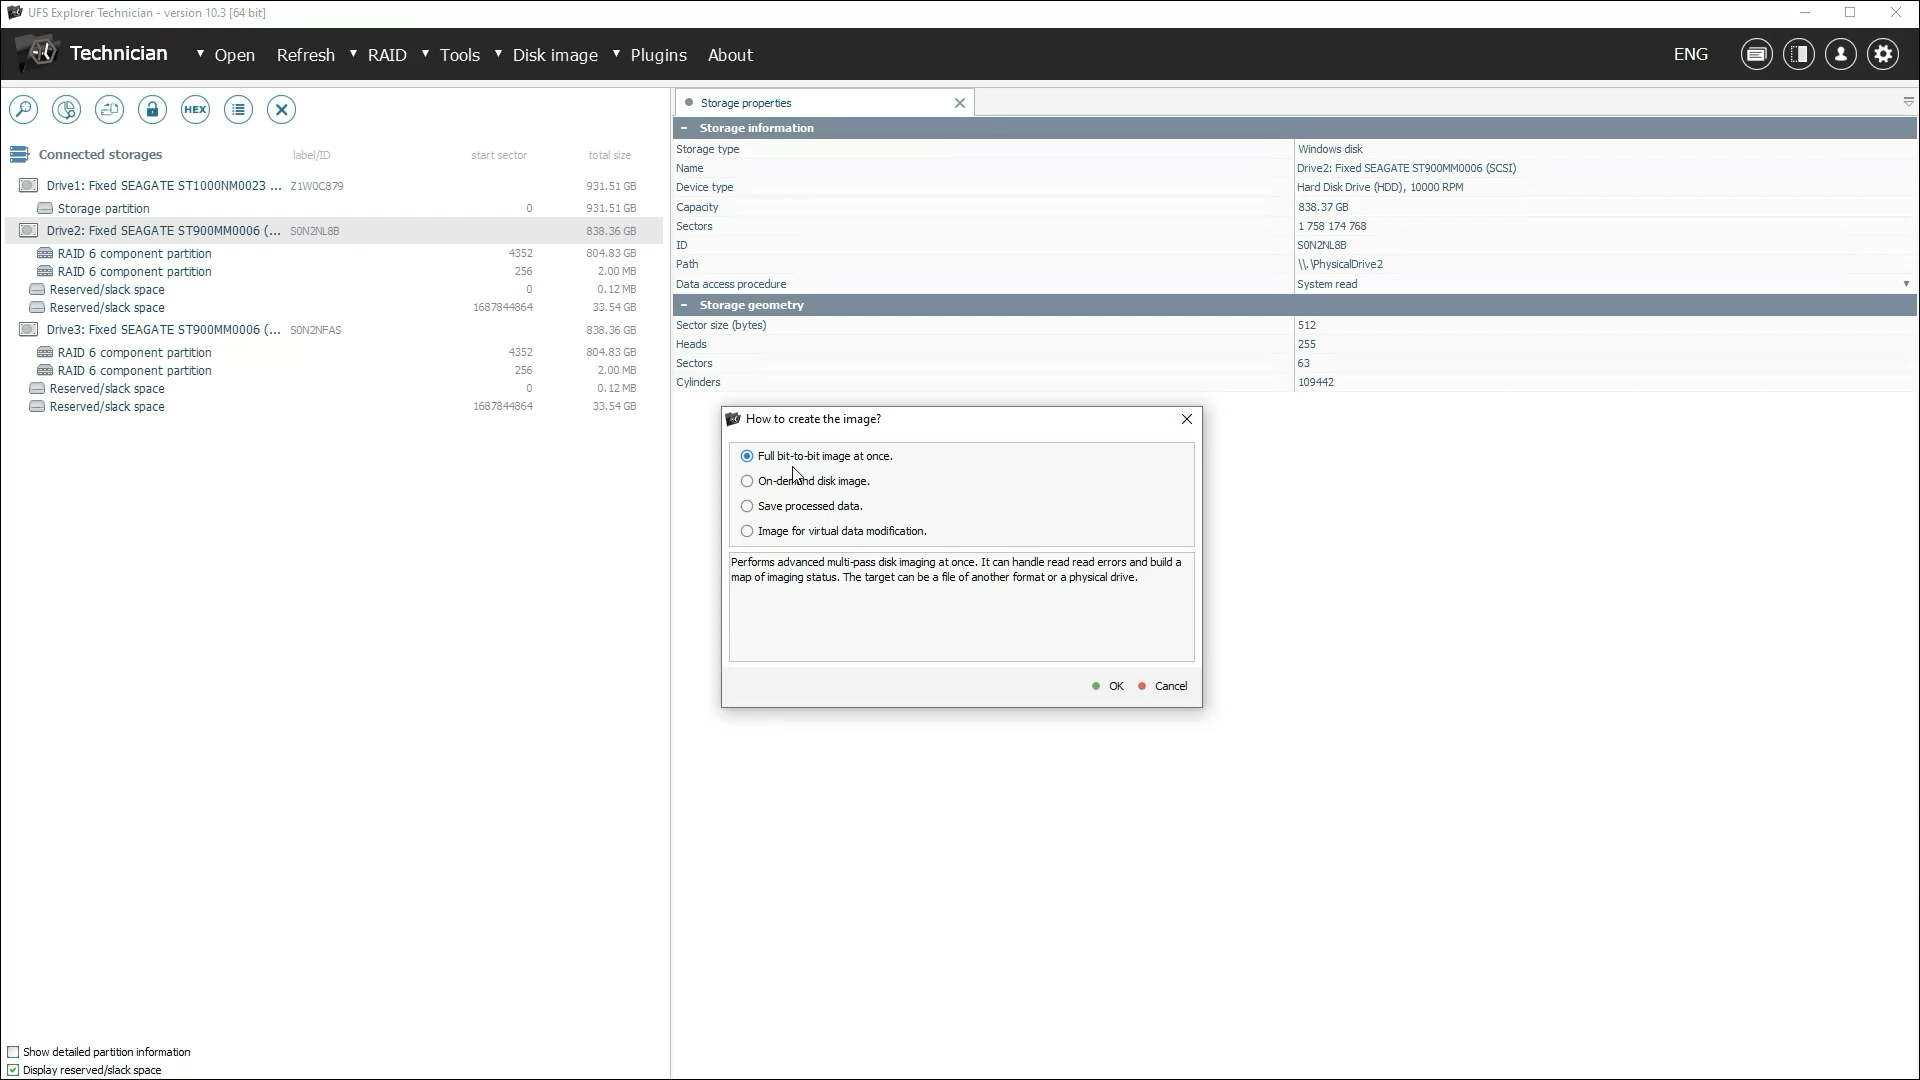 UFS Explorer Technician - version 10.3 [64 bit]
Technician Open Refresh RAID Tools Disk image Plugins About ENG
HEX
Storage properties
Connected storages label/ID start sector total size
Drive1: Fixed SEAGATE ST1000NM0023 ... Z1W0C879 931.51 GB
Storage partition 0 931.51 GB
Drive2: Fixed SEAGATE ST900MM0006 (... S0N2NL8B 838.36 GB
RAID 6 component partition 4352 804.83 GB
RAID 6 component partition 256 2.00 MB
Reserved/slack space 0 0.12 MB
Reserved/slack space 1687844864 33.54 GB
Drive3: Fixed SEAGATE ST900MM0006 (... S0N2NFAS 838.36 GB
RAID 6 component partition 4352 804.83 GB
RAID 6 component partition 256 2.00 MB
Reserved/slack space 0 0.12 MB
Reserved/slack space 1687844864 33.54 GB
Storage information
Storage type Windows disk
Name Drive2: Fixed SEAGATE ST900MM0006 (SCSI)
Device type Hard Disk Drive (HDD), 10000 RPM
Capacity 838.37 GB
Sectors 1 758 174 768
ID S0N2NL8B
Path \\.\PhysicalDrive2
Data access procedure System read
Storage geometry
Sector size (bytes) 512
Heads 255
Sectors 63
Cylinders 109442
How to create the image?
Full bit-to-bit image at once.
On-demand disk image.
Save processed data.
Image for virtual data modification.
Performs advanced multi-pass disk imaging at once. It can handle read read errors and build a
map of imaging status. The target can be a file of another format or a physical drive.
OK Cancel
Show detailed partition information
Display reserved/slack space